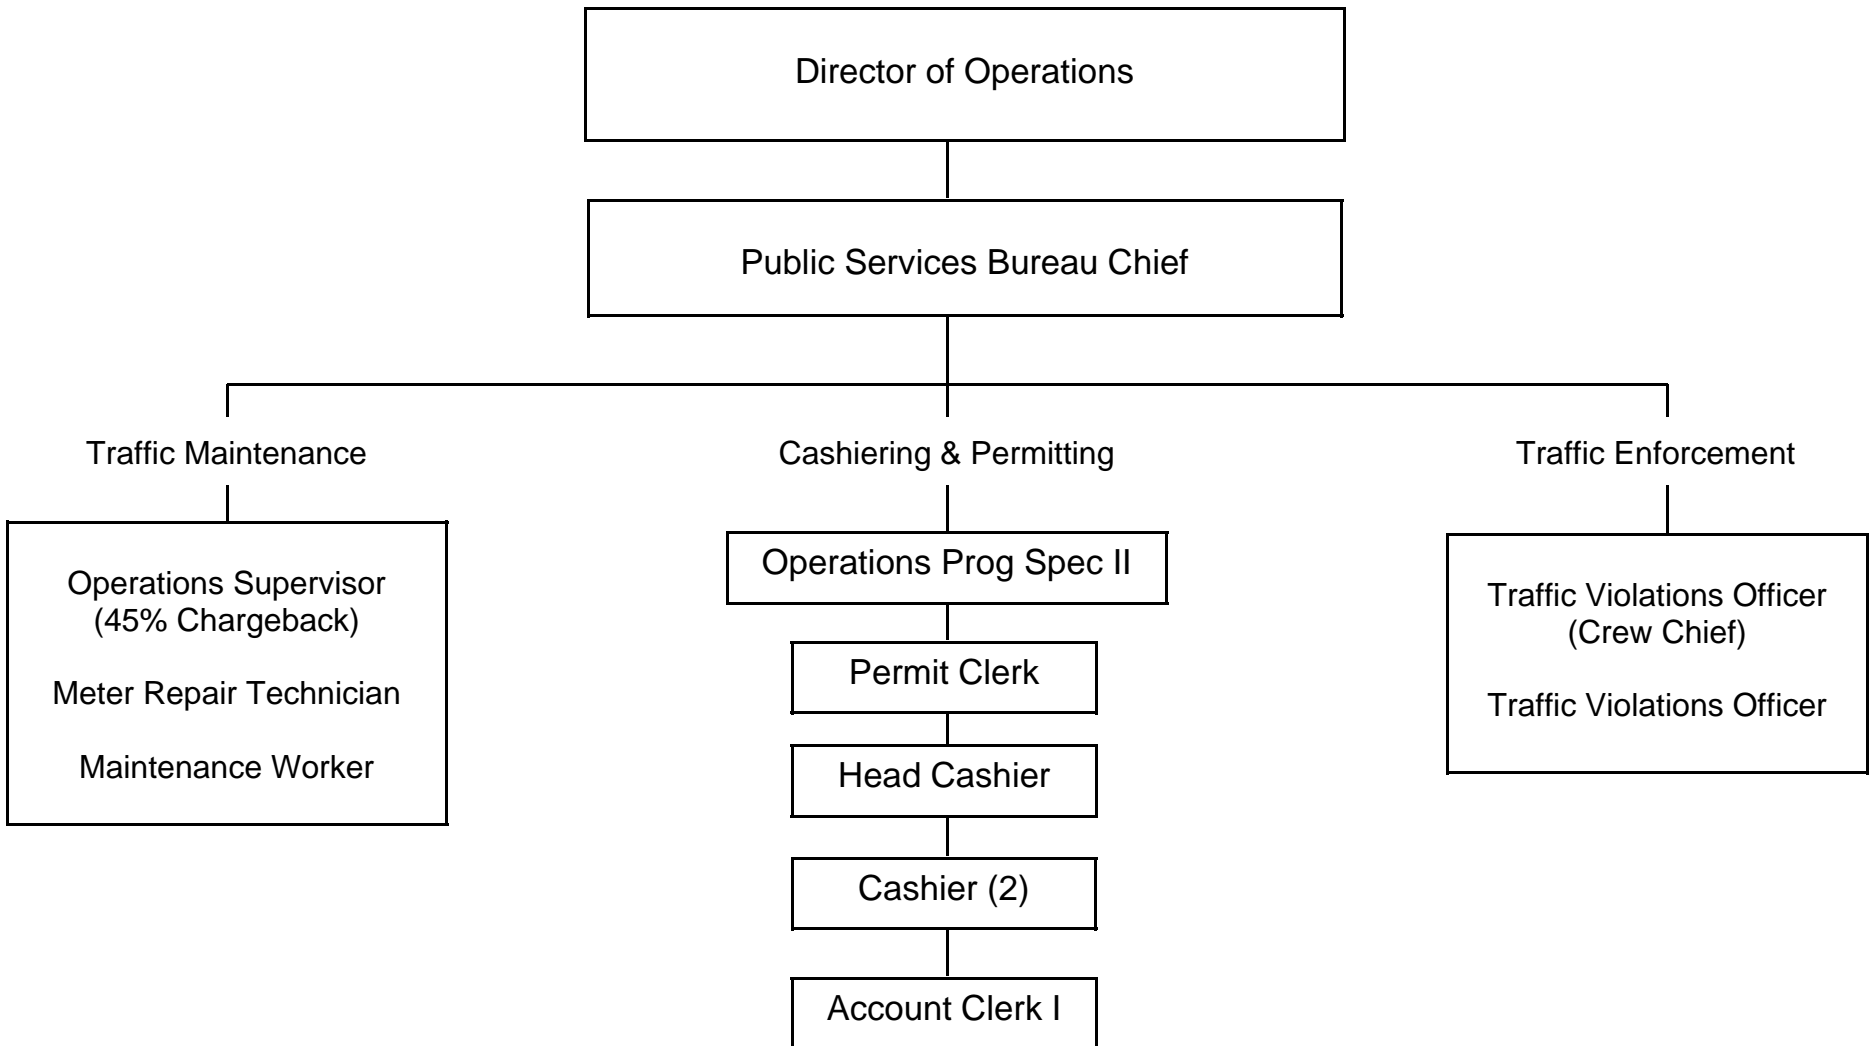 Director of Operations
Public Services Bureau Chief
Traffic Maintenance
Cashiering & Permitting
Traffic Enforcement
Operations Supervisor
(45% Chargeback)
Meter Repair Technician
Maintenance Worker
Operations Prog Spec II
Permit Clerk
Head Cashier
Cashier (2)
Account Clerk I
Traffic Violations Officer
(Crew Chief)
Traffic Violations Officer